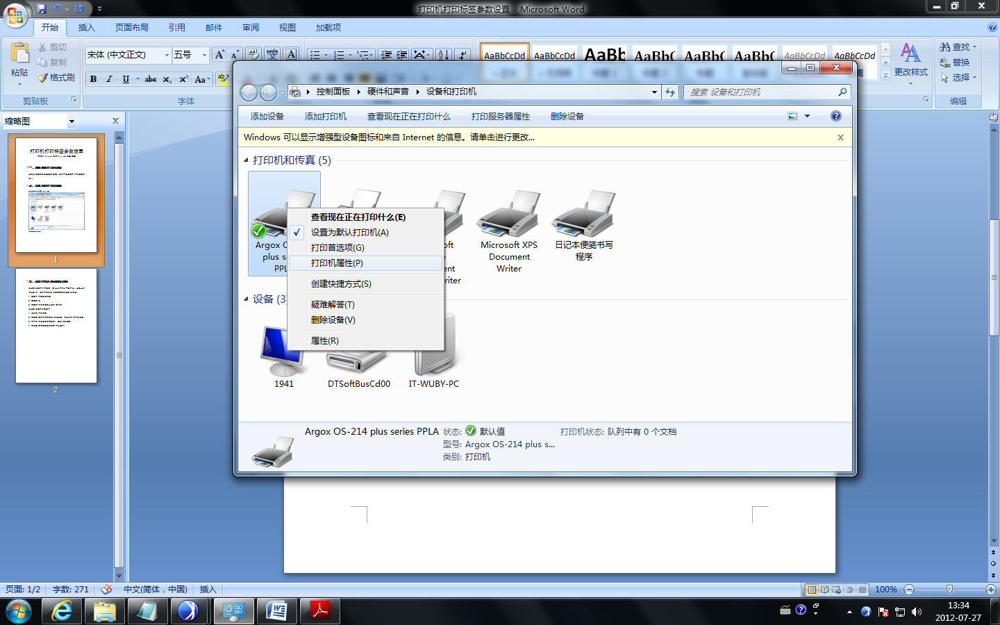 打印机打印标签参数设置 - Microsoft Word
开始 插入 页面布局 引用 邮件 审阅 视图 加载项
粘贴
剪切
复制
格式刷
剪贴板
宋体 (中文正文) 五号
字体
AaBbCcDd AaBbCcDd AaBb AaBb( AaBb( AaBb( AaBbCcDd AaBbCcDd
更改样式
查找
替换
选择
编辑
缩略图
打印机打印标签参数设置
1
2
控制面板 硬件和声音 设备和打印机
搜索 设备和打印机
添加设备 添加打印机 查看现在正在打印什么 打印服务器属性 删除设备
Windows 可以显示增强型设备图标和来自 Internet 的信息。请单击进行更改...
打印机和传真 (5)
Argox O
plus se
PPL
查看现在正在打印什么(E)
设置为默认打印机(A)
打印首选项(G)
打印机属性(P)
创建快捷方式(S)
疑难解答(T)
删除设备(V)
属性(R)
Microsoft XPS
Document
Writer
日记本便笺书写
程序
设备 (3)
1941
DTSoftBusCd00
IT-WUBY-PC
Argox OS-214 plus series PPLA
状态: 默认值
打印机状态: 队列中有 0 个文档
型号: Argox OS-214 plus s...
类别: 打印机
页面: 1/2 字数: 271 中文(简体，中国) 插入
100%
13:34
2012-07-27